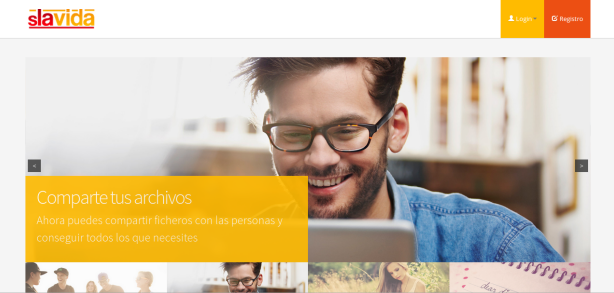 slavida
Login
Registro
<
>
Comparte tus archivos
Ahora puedes compartir ficheros con las personas y
conseguir todos los que necesites